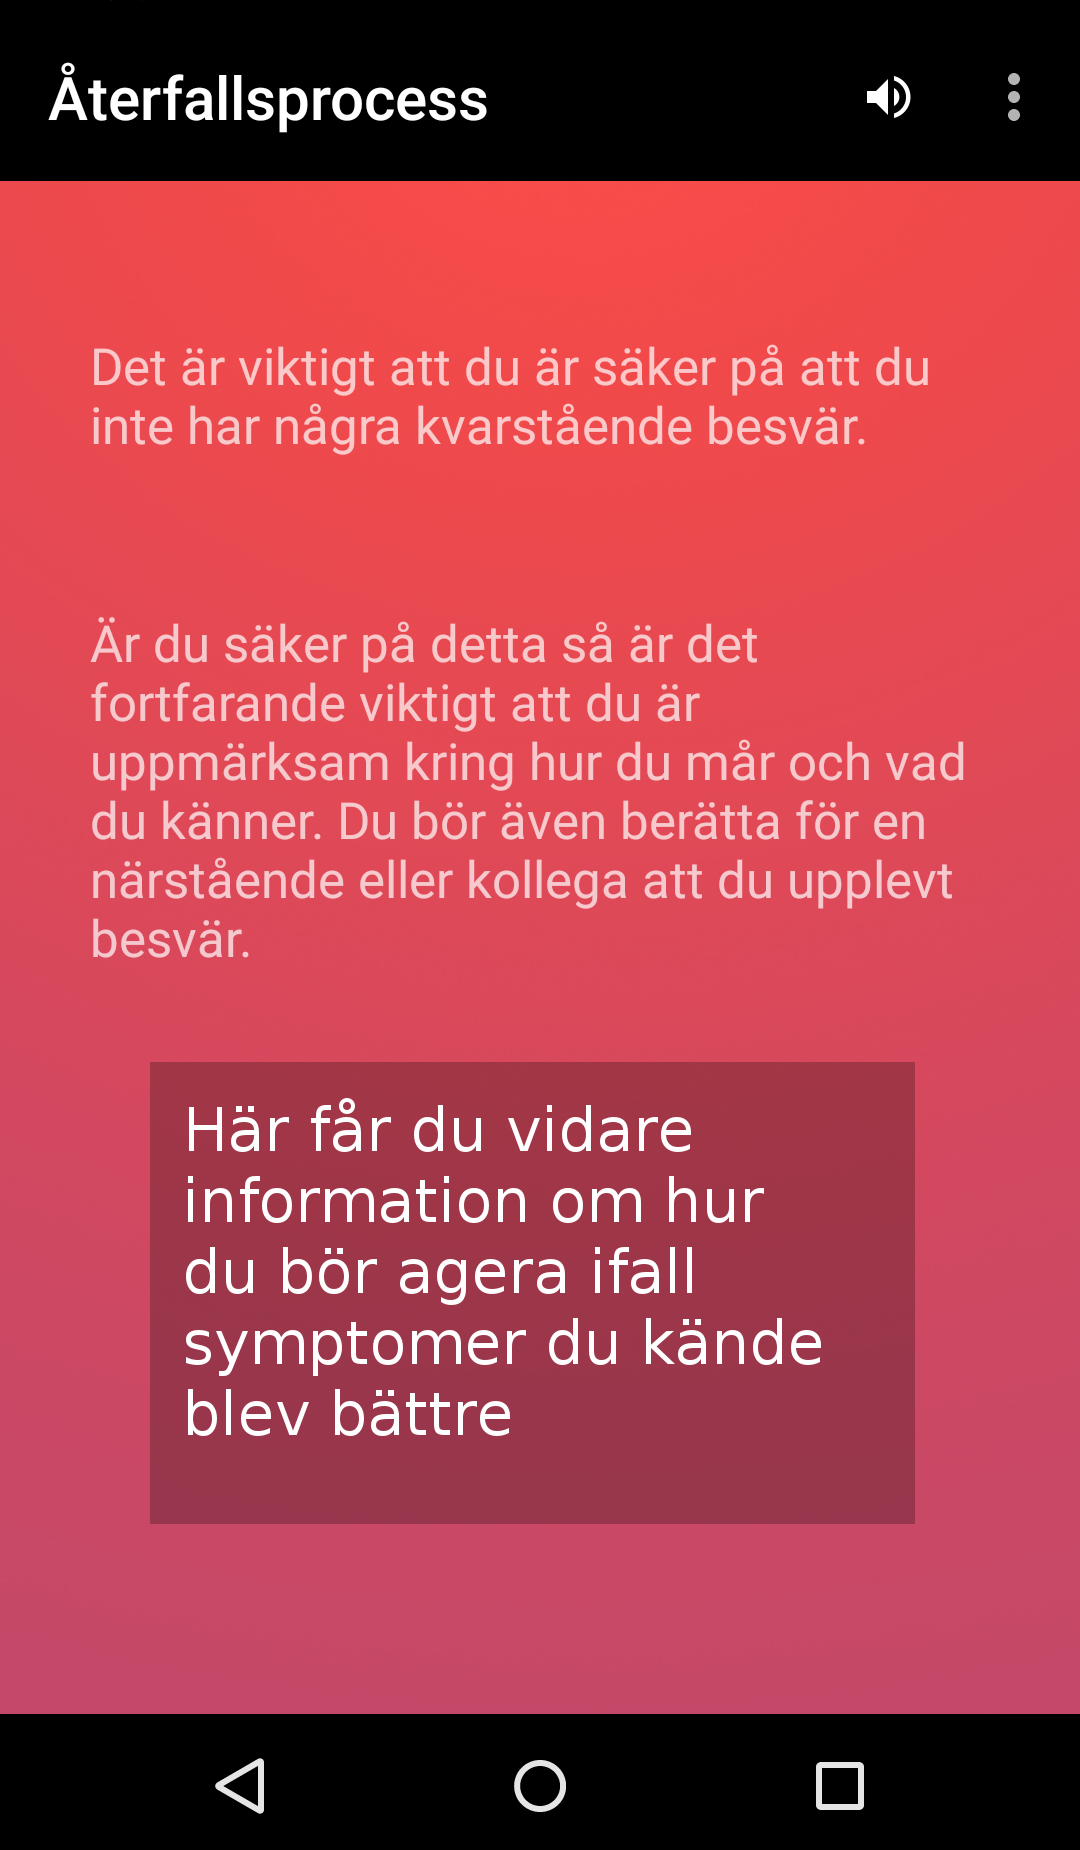 Återfallsprocess
Det är viktigt att du är säker på att du
inte har några kvarstående besvär.
Är du säker på detta så är det
fortfarande viktigt att du är
uppmärksam kring hur du mår och vad
du känner. Du bör även berätta för en
närstående eller kollega att du upplevt
besvär.
Här får du vidare
information om hur
du bör agera ifall
symptomer du kände
blev bättre